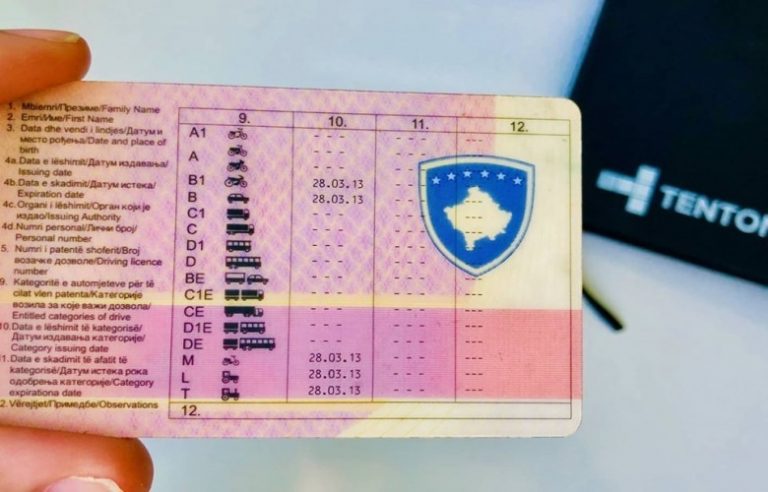 1. Mbiemri/Презиме/Family Name
2. Emri/Име/First Name
3. Data dhe vendi i lindjes/Датум и
место рођења/Date and place of
birth
4a.Data e lëshimit/Датум издавања/
Issuing date
4b.Data e skadimit/Датум истека/
Expiration date
4c.Organi i lëshimit/Орган који је
издао/Issuing Authority
4d.Numri personal/Лични број/
Personal number
5. Numri i patentë shoferit/Број
возачке дозволе/Driving licence
number
9. Kategoritë e automjeteve për të
cilat vlen patenta/Категорије
возила за које важи дозвола/
Entitled categories of drive
10.Data e lëshimit të kategorisë/
Датум издавања категорије/
Category issuing date
11.Data e skadimit të afatit të
kategorisë/Датум истека рока
одобрења категорије/Category
expirationa date
12.Vërejtjet/Примедбе/Observations
9. 10. 11. 12.
A1 --- --- ---
A --- --- ---
B1 28.03.13 --- ---
B 28.03.13 --- ---
C1 --- --- ---
C --- --- ---
D1 --- --- ---
D --- --- ---
BE --- --- ---
C1E --- --- ---
CE --- --- ---
D1E --- --- ---
DE --- --- ---
M 28.03.13 --- ---
L 28.03.13 --- ---
T 28.03.13 --- ---
12.
TENTON